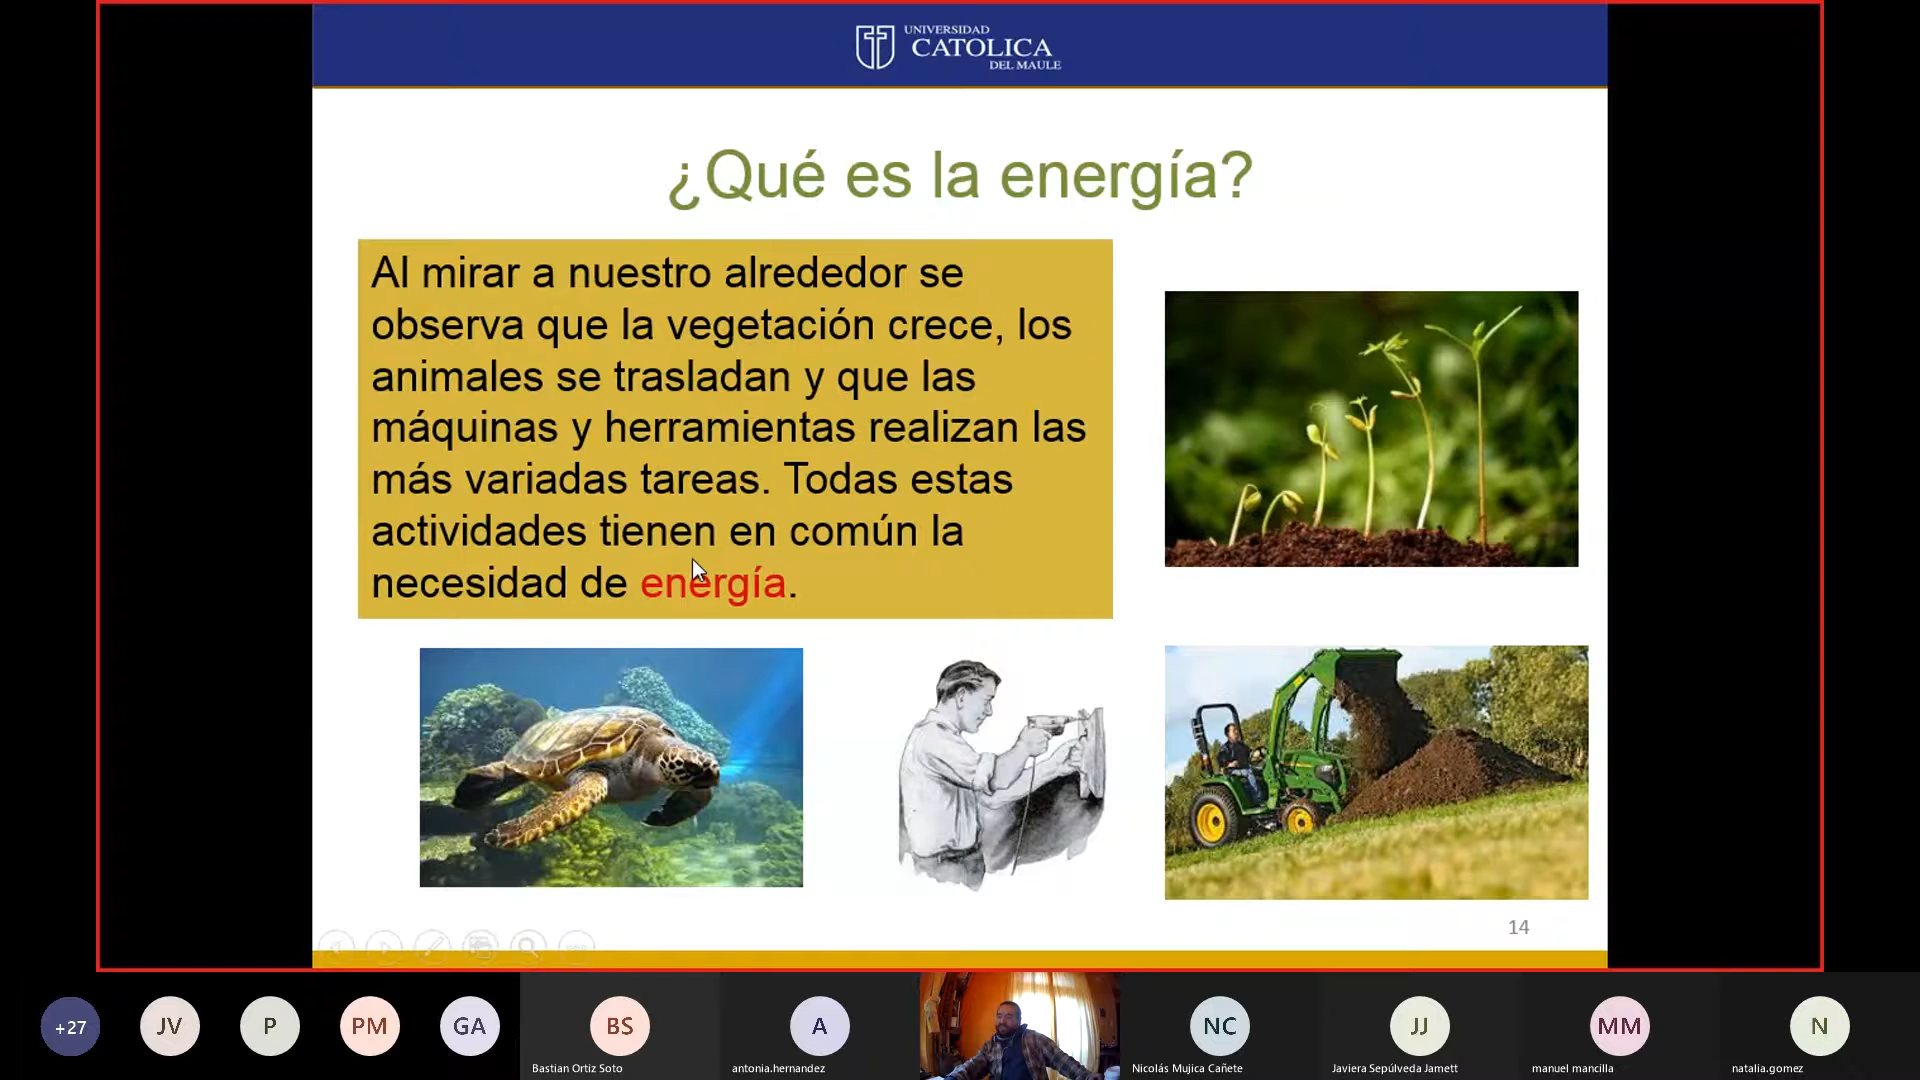 UNIVERSIDAD
CATOLICA
DEL MAULE
¿Qué es la energía?
Al mirar a nuestro alrededor se
observa que la vegetación crece, los
animales se trasladan y que las
máquinas y herramientas realizan las
más variadas tareas. Todas estas
actividades tienen en común la
necesidad de energía.
14
+27
JV
P
PM
GA
BS
A
NC
JJ
MM
N
Bastian Ortiz Soto
antonia.hernandez
Nicolás Mujica Cañete
Javiera Sepúlveda Jamett
manuel mancilla
natalia.gomez